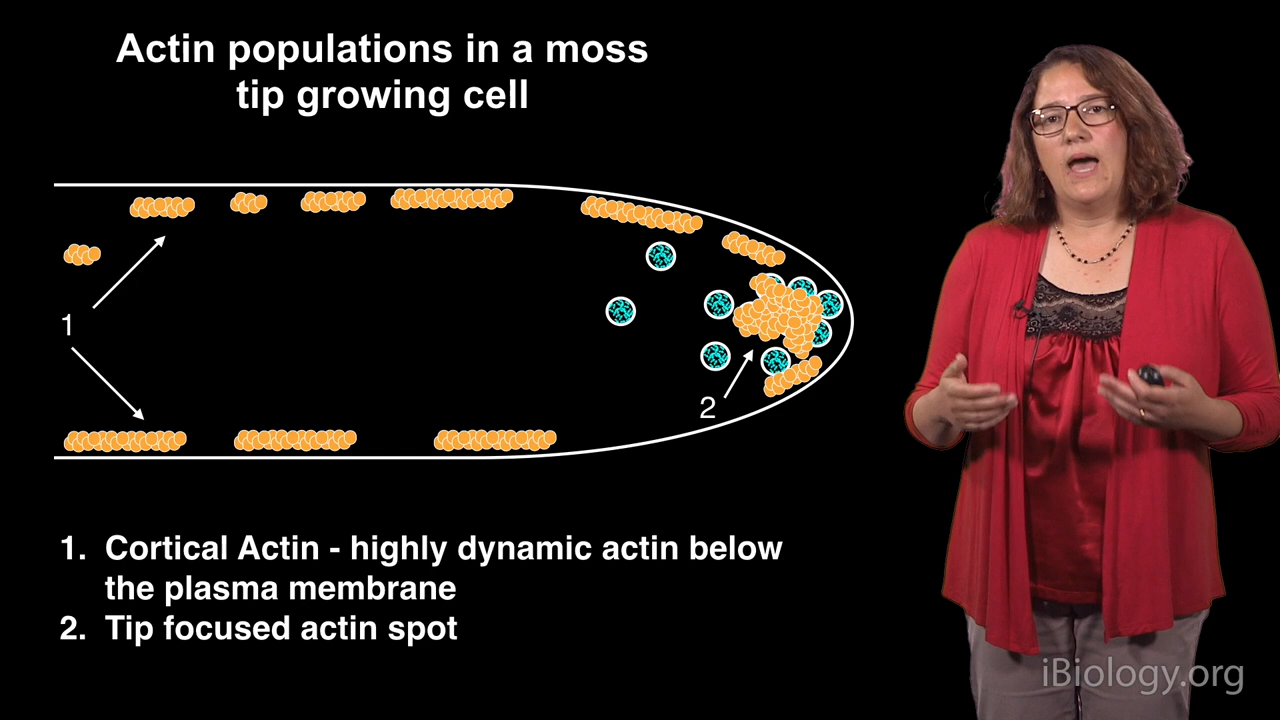 Actin populations in a moss
tip growing cell
1
2
1. Cortical Actin - highly dynamic actin below
the plasma membrane
2. Tip focused actin spot
iBiology.org